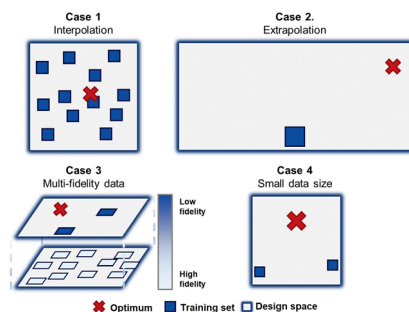 Case 1
Interpolation
Case 2.
Extrapolation
Case 3
Multi-fidelity data
Low
fidelity
High
fidelity
Case 4
Small data size
Optimum
Training set
Design space